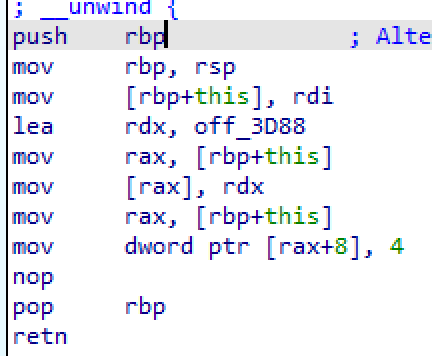 ; __unwind {
push    rbp             ; Alte
mov     rbp, rsp
mov     [rbp+this], rdi
lea     rdx, off_3D88
mov     rax, [rbp+this]
mov     [rax], rdx
mov     rax, [rbp+this]
mov     dword ptr [rax+8], 4
nop
pop     rbp
retn